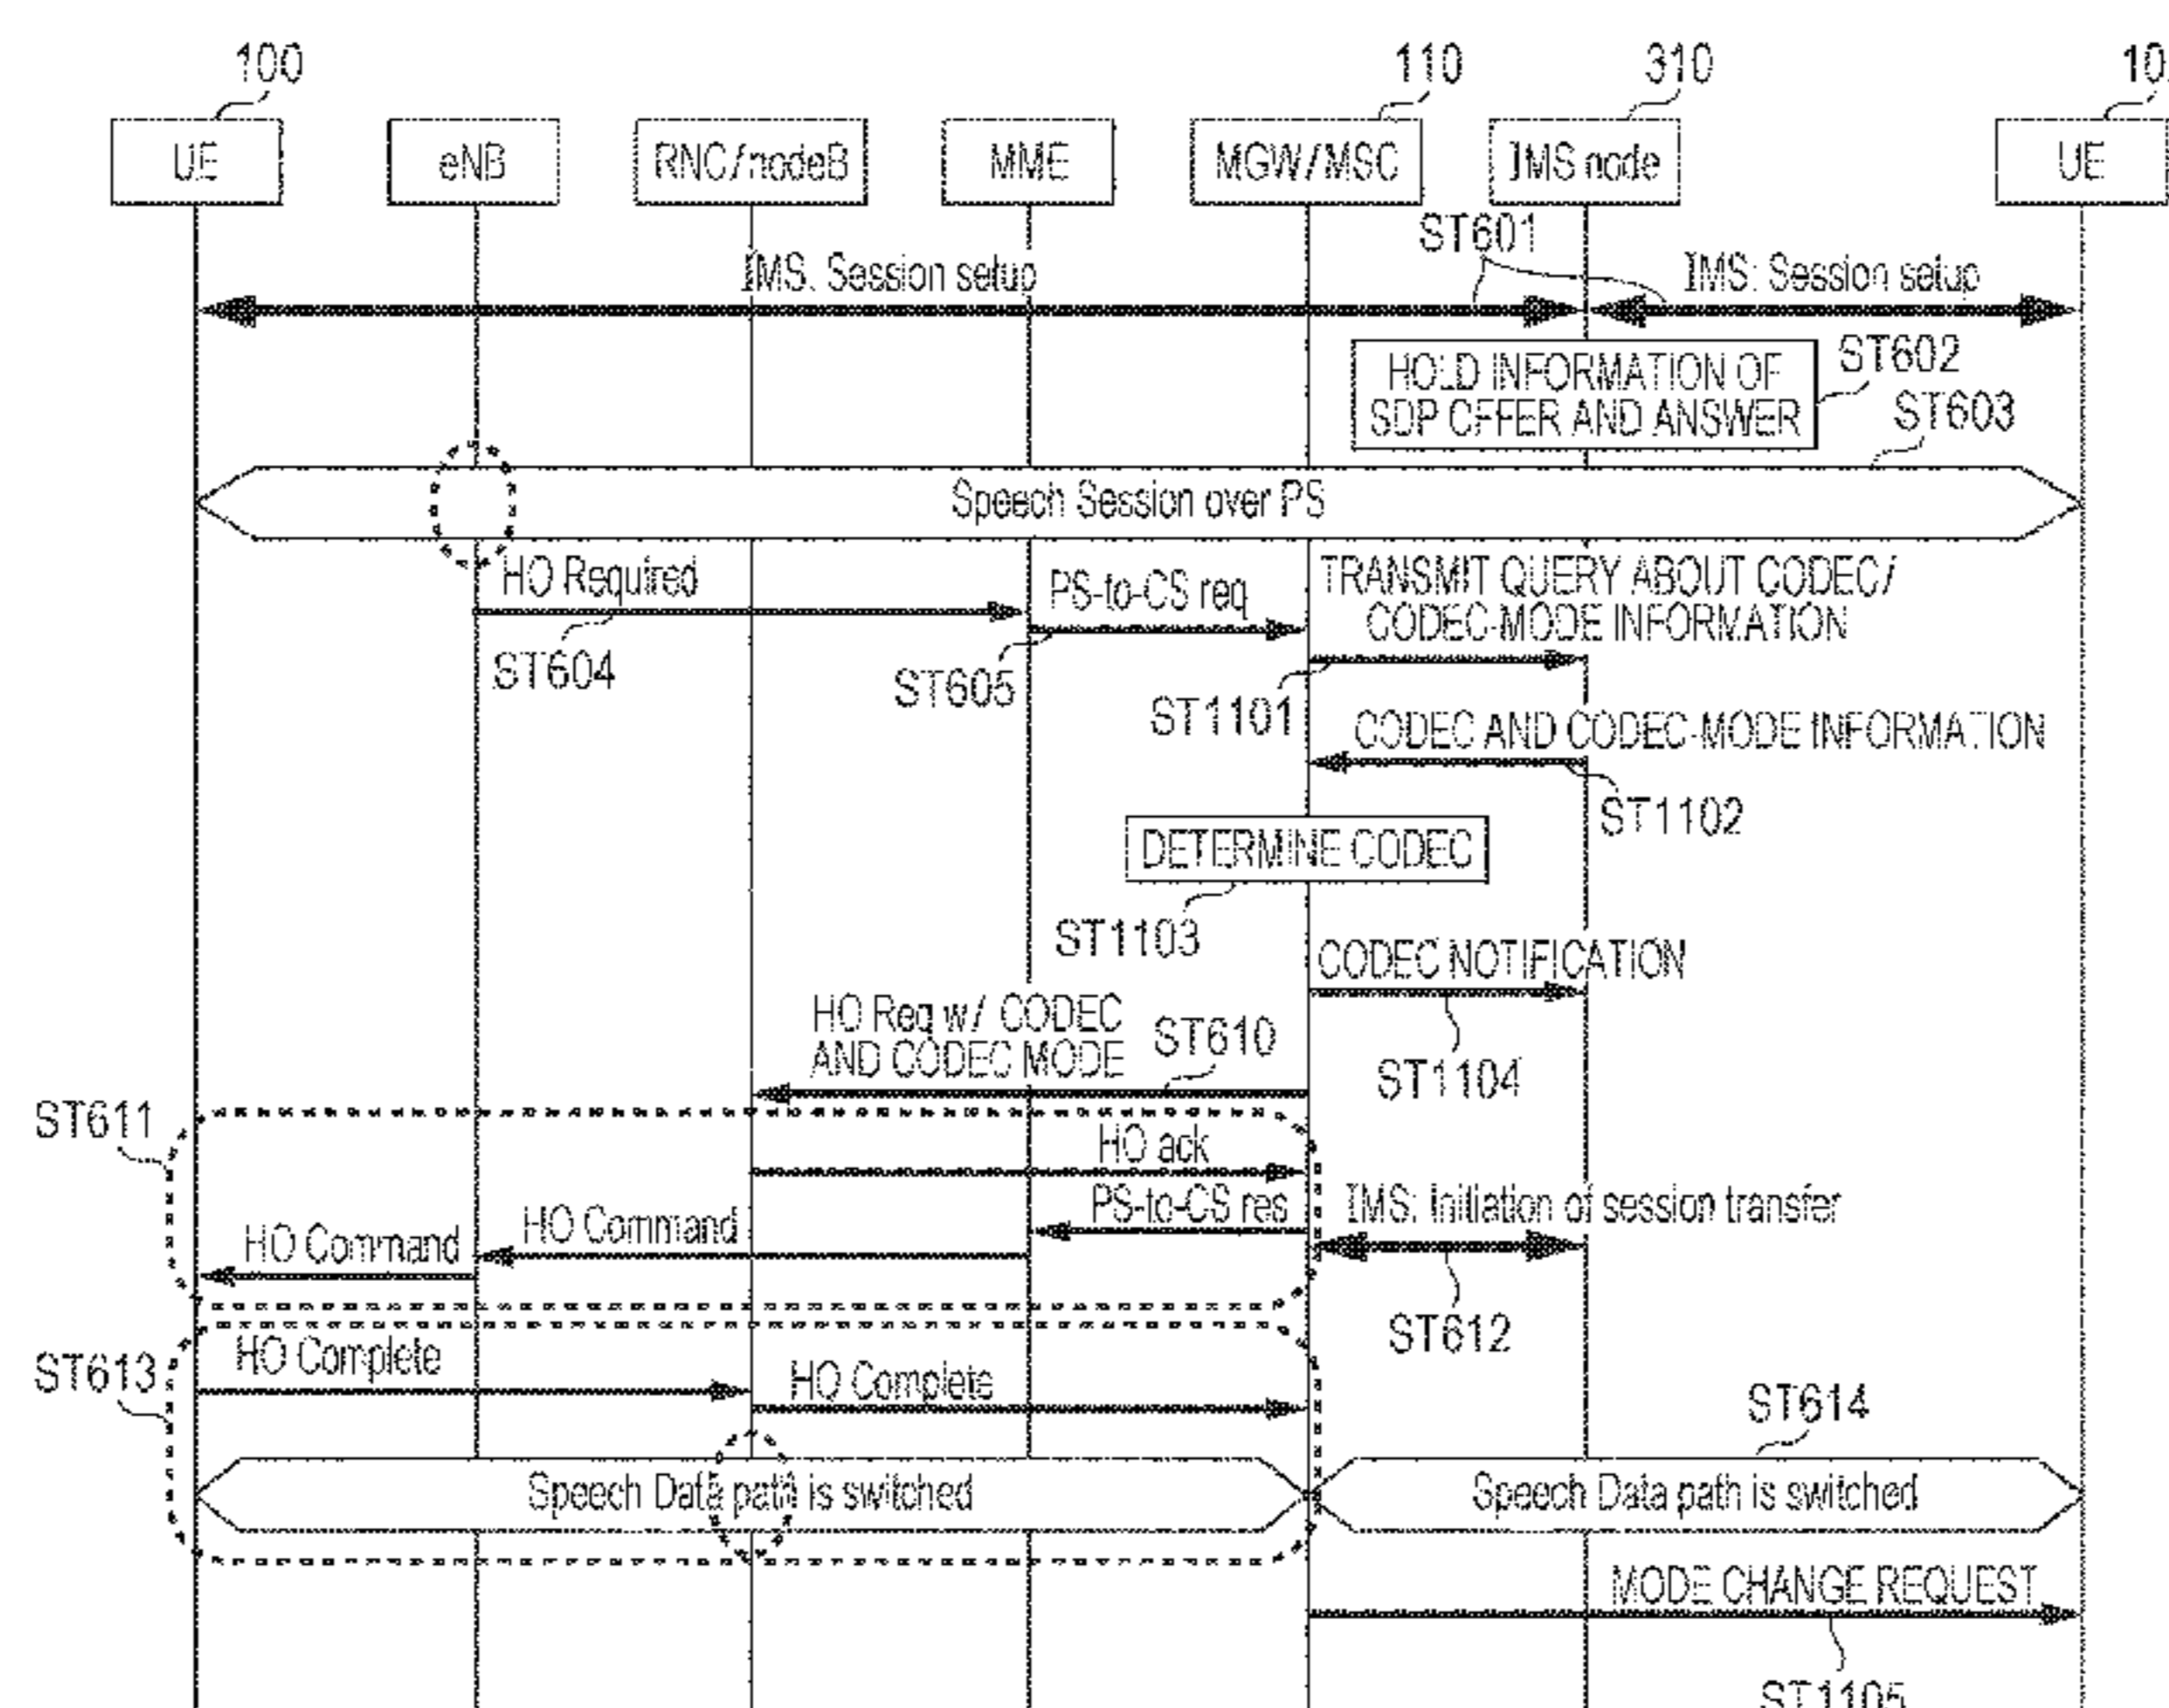 100
110
310
10
UE
eNB
RNC/nodeB
MME
MGW/MSC
IMS node
UE
ST601
IMS: Session setup
IMS: Session setup
HOLD INFORMATION OF
SDP OFFER AND ANSWER
ST602
ST603
Speech Session over PS
HO Required
ST604
PS-to-CS req
ST605
TRANSMIT QUERY ABOUT CODEC/
CODEC-MODE INFORMATION
ST1101
CODEC AND CODEC-MODE INFORMATION
ST1102
DETERMINE CODEC
ST1103
CODEC NOTIFICATION
ST1104
HO Req w/ CODEC
AND CODEC MODE
ST610
ST611
HO ack
PS-to-CS res
HO Command
HO Command
IMS: Initiation of session transfer
ST612
ST613
HO Complete
HO Complete
ST614
Speech Data path is switched
Speech Data path is switched
MODE CHANGE REQUEST
ST1105